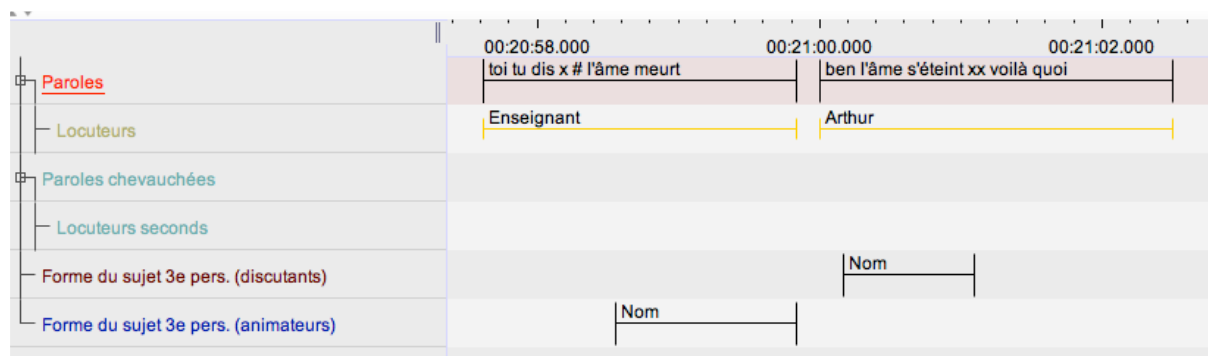 00:20:58.000 00:21:00.000 00:21:02.000
Paroles toi tu dis x # l'âme meurt ben l'âme s'éteint xx voilà quoi
Locuteurs Enseignant Arthur
Paroles chevauchées
Locuteurs seconds
Forme du sujet 3e pers. (discutants) Nom
Forme du sujet 3e pers. (animateurs) Nom